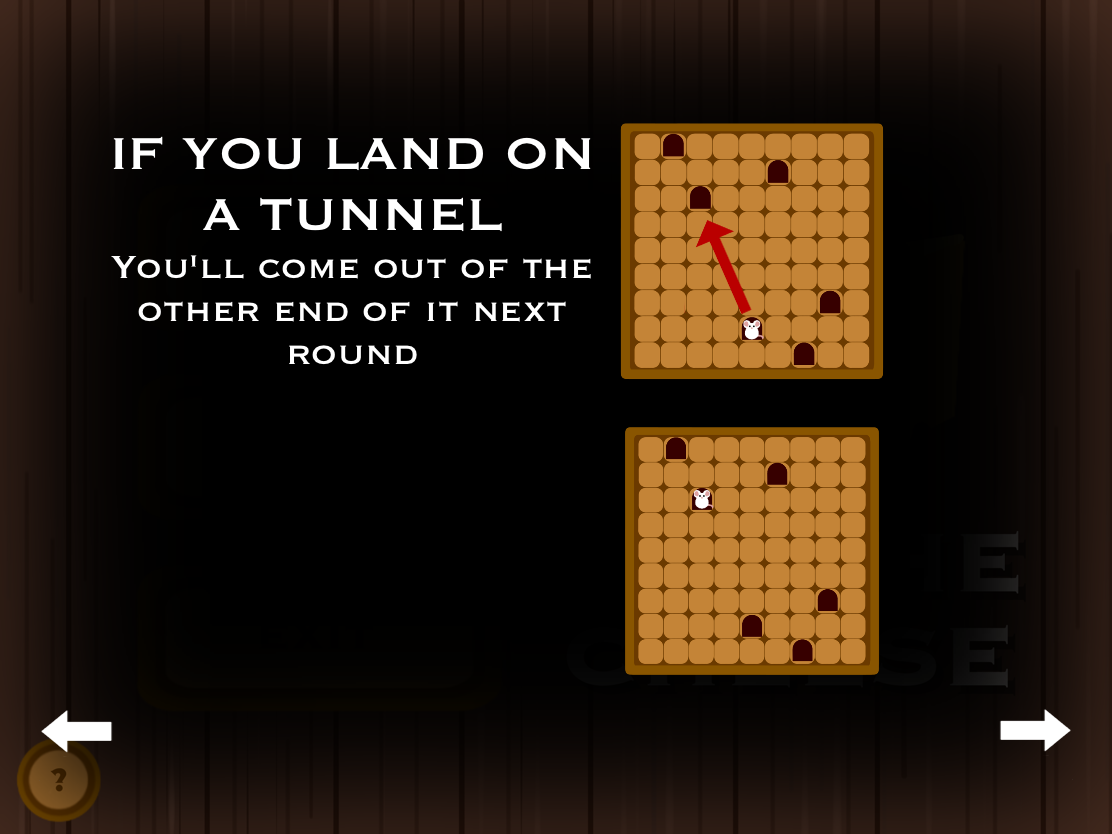 IF YOU LAND ON
A TUNNEL
YOU'LL COME OUT OF THE
OTHER END OF IT NEXT
ROUND
?